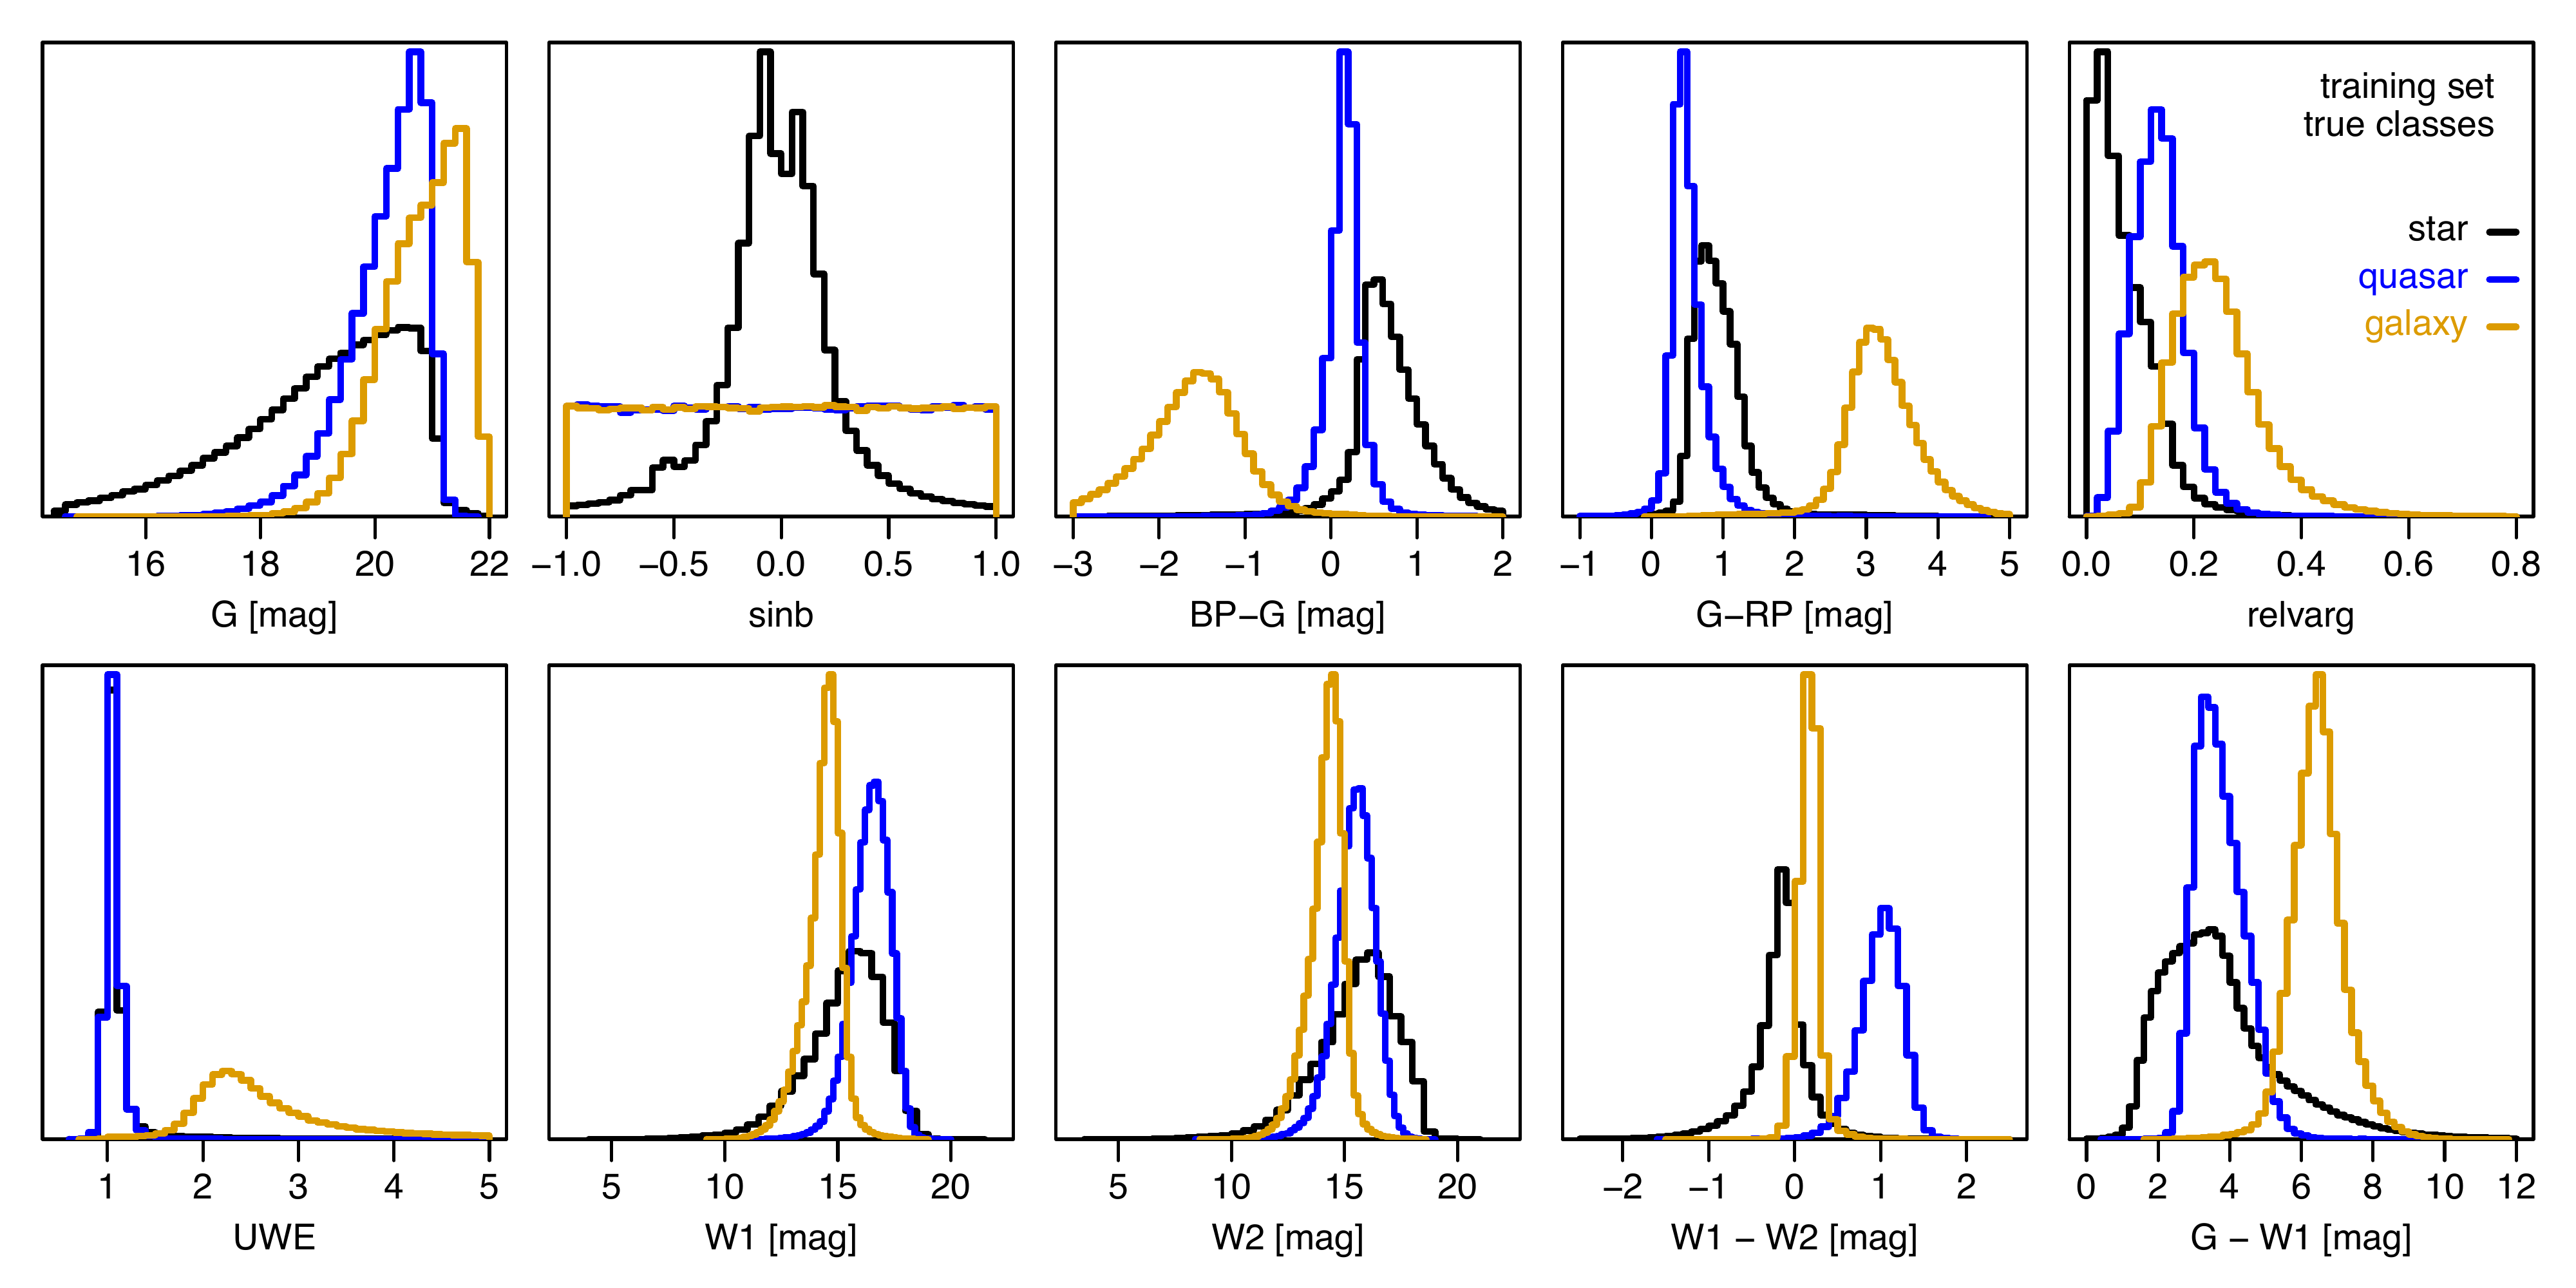 training set
true classes
star
quasar
galaxy
16 18 20 22
G [mag]
−1.0 −0.5 0.0 0.5 1.0
sinb
−3 −2 −1 0 1 2
BP−G [mag]
−1 0 1 2 3 4 5
G−RP [mag]
0.0 0.2 0.4 0.6 0.8
relvarg
1 2 3 4 5
UWE
5 10 15 20
W1 [mag]
5 10 15 20
W2 [mag]
−2 −1 0 1 2
W1 − W2 [mag]
0 2 4 6 8 10 12
G − W1 [mag]